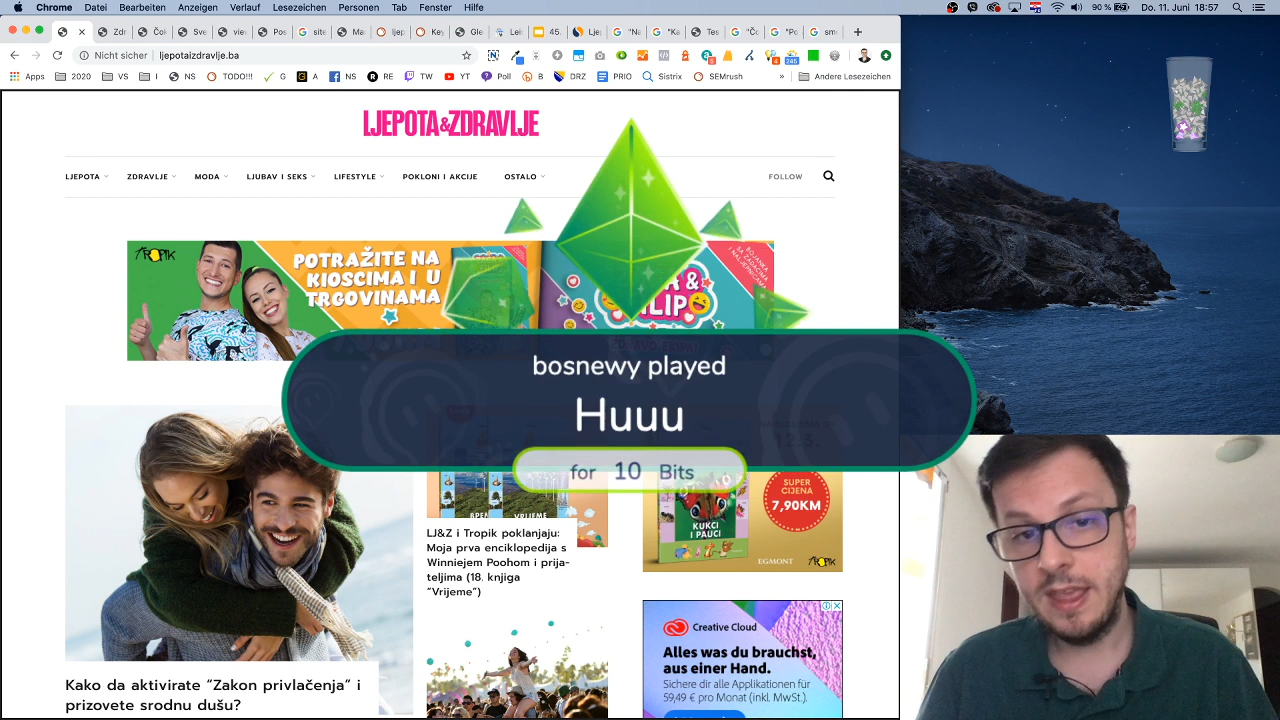 Chrome Datei Bearbeiten Anzeigen Verlauf Lesezeichen Personen Tab Fenster Hilfe
90 % Do. 11. Juni 18:57
Nicht sicher | ljepotaizdravlje.ba
Apps 2020 VS I NS TODO!!! G A FB RE TW YT Poll B DRZ PRIO Sistrix SEMrush » Andere Lesezeichen
LJEPOTA&ZDRAVLJE
LJEPOTA ZDRAVLJE MODA LJUBAV I SEKS LIFESTYLE POKLONI I AKCIJE OSTALO FOLLOW
TROPIK
POTRAŽITE NA
KIOSCIMA I U
TRGOVINAMA
BOJANKA
SA ZADACIMA
I NALJEPNICAMA
bosnewy played
Huuu
for 10 Bits
SUPER
CIJENA
7,90KM
KUKCI
I PAUCI
EGMONT
TROPIK
LJ&Z i Tropik poklanjaju:
Moja prva enciklopedija s
Winniejem Poohom i prija-
teljima (18. knjiga
“Vrijeme”)
Kako da aktivirate “Zakon privlačenja” i
prizovete srodnu dušu?
Creative Cloud
Alles was du brauchst,
aus einer Hand.
Sichere dir alle Applikationen für
59,49 € pro Monat (inkl. MwSt.).